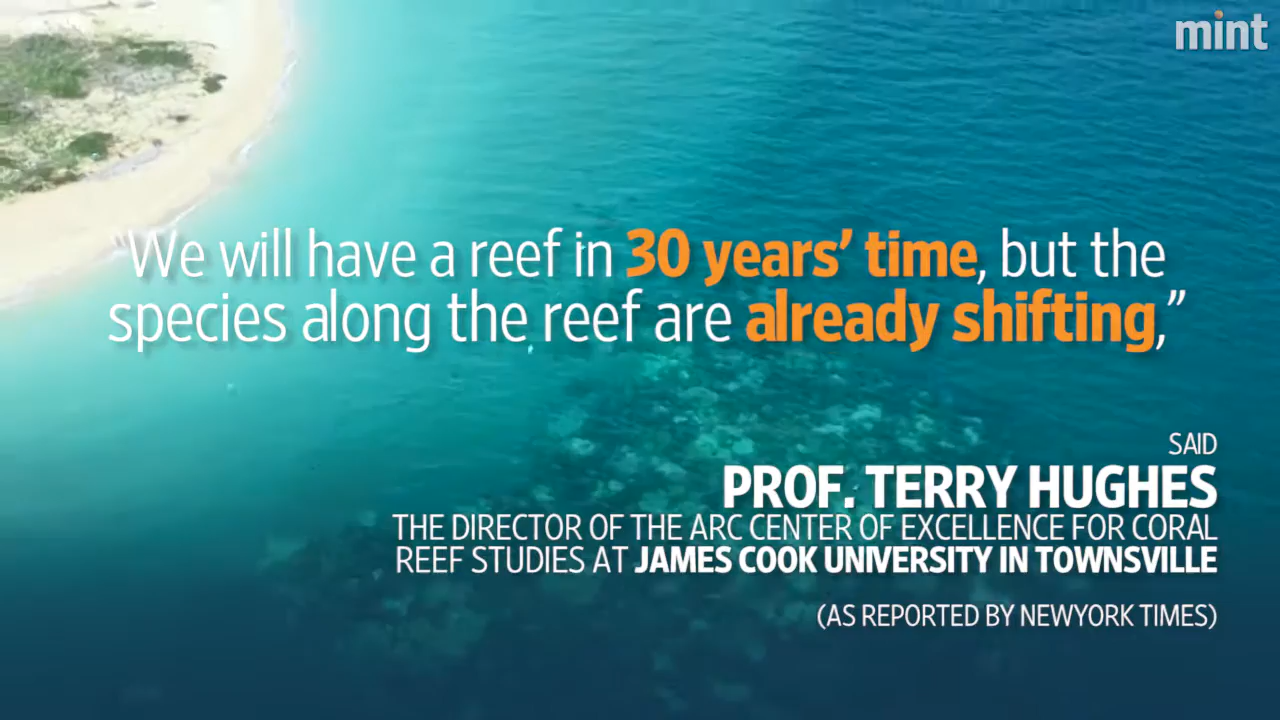 mint
“We will have a reef in 30 years’ time, but the
species along the reef are already shifting,”
SAID
PROF. TERRY HUGHES
THE DIRECTOR OF THE ARC CENTER OF EXCELLENCE FOR CORAL
REEF STUDIES AT JAMES COOK UNIVERSITY IN TOWNSVILLE
(AS REPORTED BY NEWYORK TIMES)